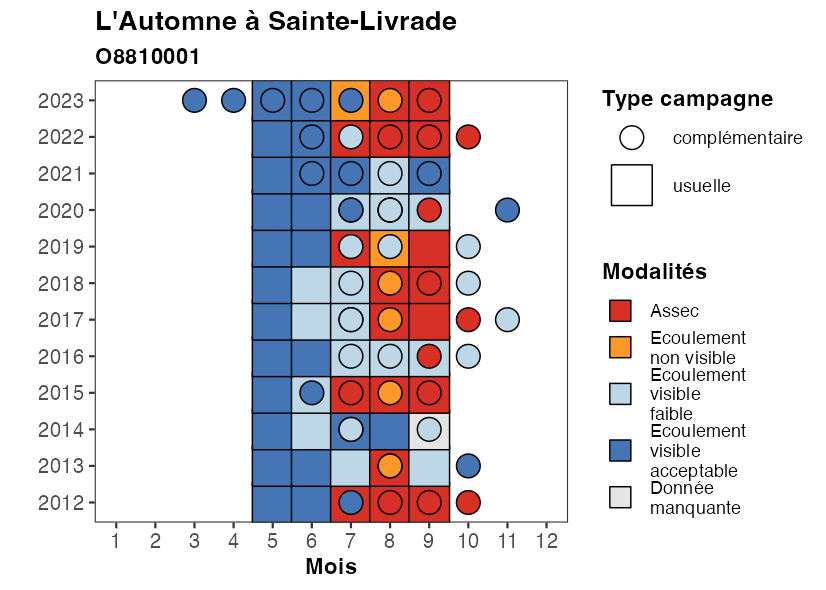 L'Automne à Sainte-Livrade
O8810001
2023
2022
2021
2020
2019
2018
2017
2016
2015
2014
2013
2012
1 2 3 4 5 6 7 8 9 10 11 12
Mois
Type campagne
complémentaire
usuelle
Modalités
Assec
Ecoulement
non visible
Ecoulement
visible
faible
Ecoulement
visible
acceptable
Donnée
manquante